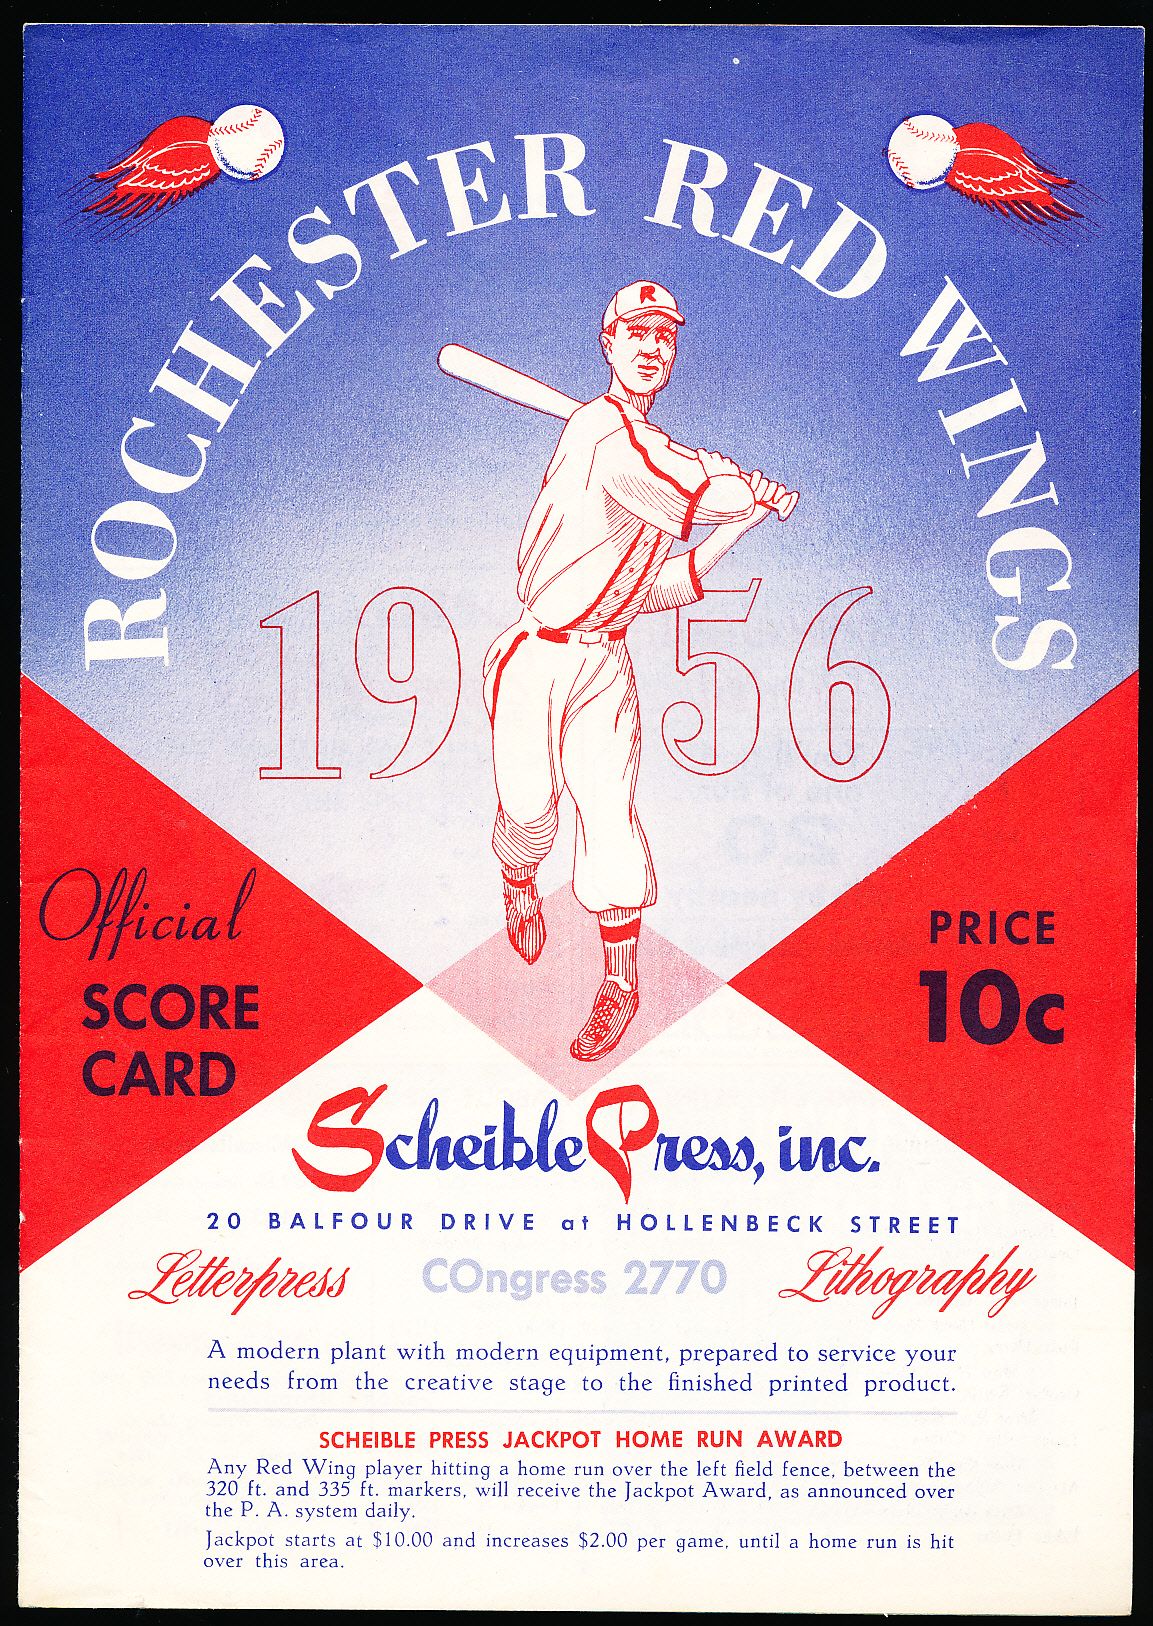 ROCHESTER RED WINGS
R
1956
Official
SCORE
CARD
PRICE
10c
Scheible Press, inc.
20 BALFOUR DRIVE at HOLLENBECK STREET
Letterpress COngress 2770 Lithography
A modern plant with modern equipment, prepared to service your
needs from the creative stage to the finished printed product.
SCHEIBLE PRESS JACKPOT HOME RUN AWARD
Any Red Wing player hitting a home run over the left field fence, between the
320 ft. and 335 ft. markers, will receive the Jackpot Award, as announced over
the P. A. system daily.
Jackpot starts at $10.00 and increases $2.00 per game, until a home run is hit
over this area.